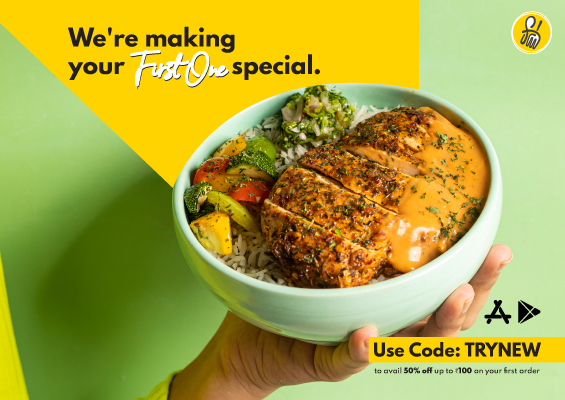 We're making
your First One special.
Use Code: TRYNEW
to avail 50% off up to ₹100 on your first order